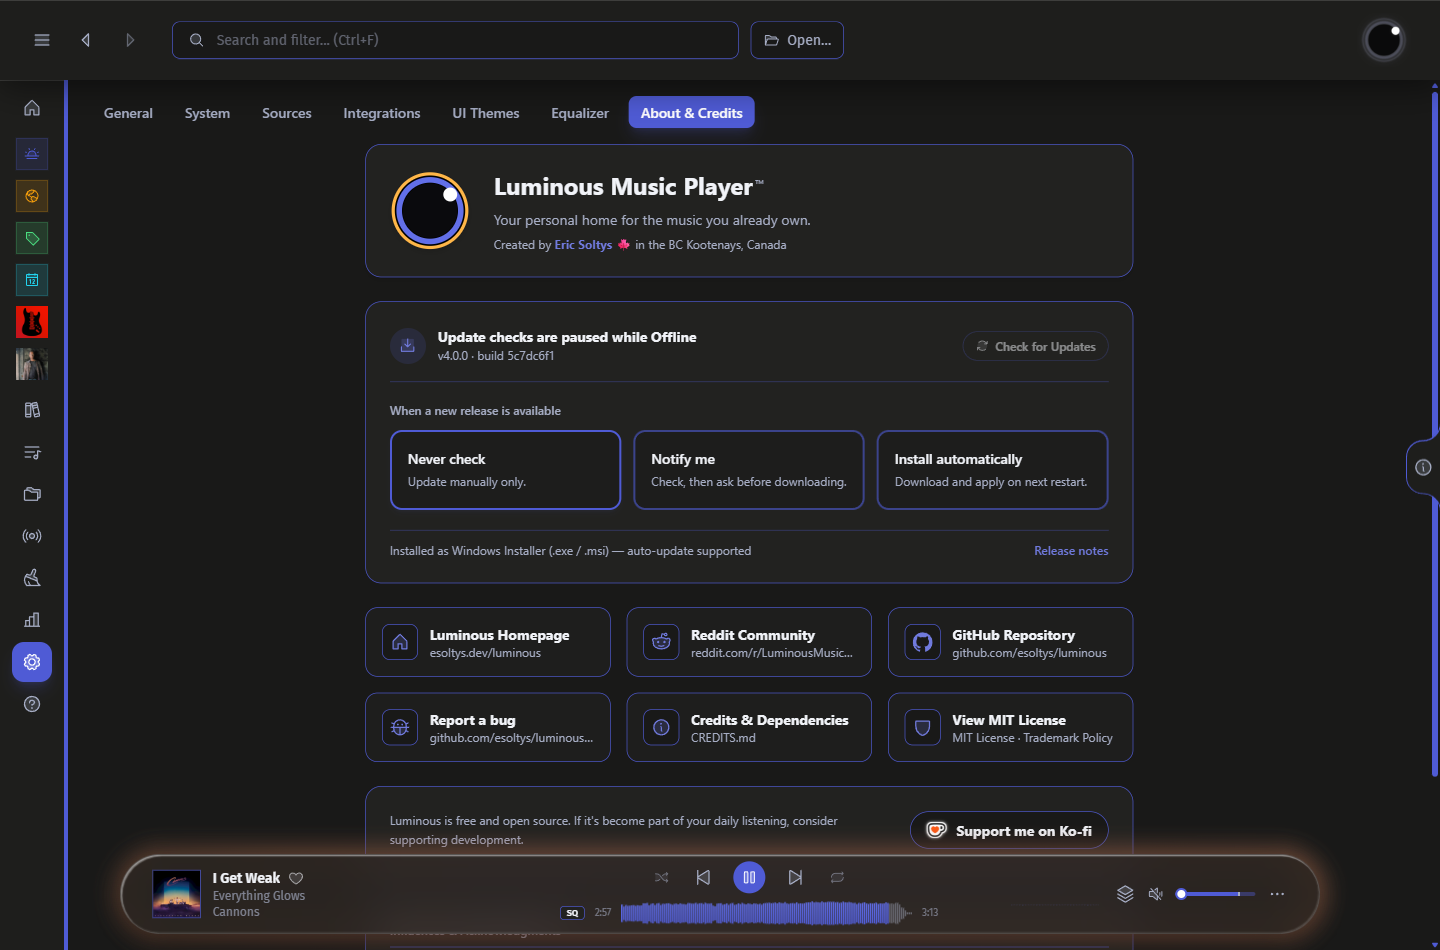 Search and filter... (Ctrl+F)
Open...
General
System
Sources
Integrations
UI Themes
Equalizer
About & Credits
12
Luminous Music Player™
Your personal home for the music you already own.
Created by Eric Soltys in the BC Kootenays, Canada
Update checks are paused while Offline
v4.0.0 · build 5c7dc6f1
Check for Updates
When a new release is available
Never check
Update manually only.
Notify me
Check, then ask before downloading.
Install automatically
Download and apply on next restart.
Installed as Windows Installer (.exe / .msi) — auto-update supported
Release notes
Luminous Homepage
esoltys.dev/luminous
Reddit Community
reddit.com/r/LuminousMusic...
GitHub Repository
github.com/esoltys/luminous
Report a bug
github.com/esoltys/luminous...
Credits & Dependencies
CREDITS.md
View MIT License
MIT License · Trademark Policy
Luminous is free and open source. If it's become part of your daily listening, consider
supporting development.
Support me on Ko-fi
I Get Weak
Everything Glows
Cannons
SQ
2:57
3:13